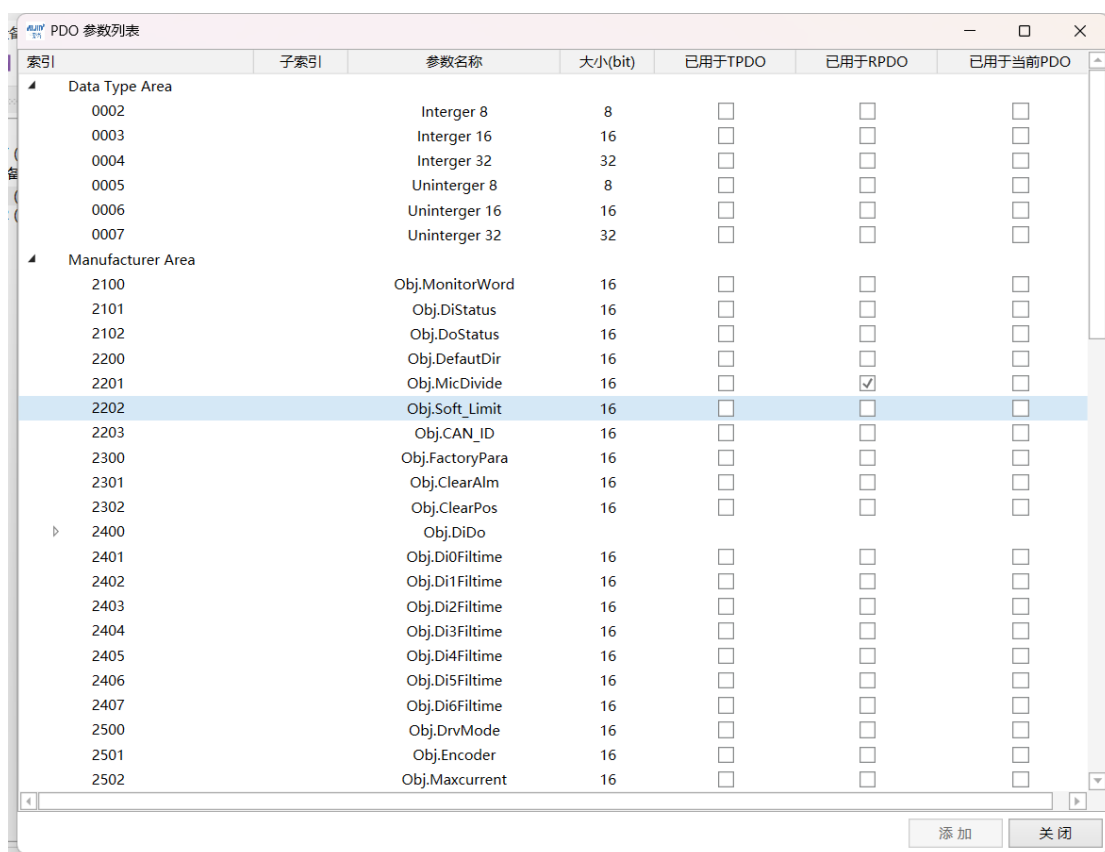 PDO 参数列表
索引 子索引 参数名称 大小(bit) 已用于TPDO 已用于RPDO 已用于当前PDO
Data Type Area
0002 Interger 8 8
0003 Interger 16 16
0004 Interger 32 32
0005 Uninterger 8 8
0006 Uninterger 16 16
0007 Uninterger 32 32
Manufacturer Area
2100 Obj.MonitorWord 16
2101 Obj.DiStatus 16
2102 Obj.DoStatus 16
2200 Obj.DefautDir 16
2201 Obj.MicDivide 16
2202 Obj.Soft_Limit 16
2203 Obj.CAN_ID 16
2300 Obj.FactoryPara 16
2301 Obj.ClearAlm 16
2302 Obj.ClearPos 16
2400 Obj.DiDo
2401 Obj.Di0Filtime 16
2402 Obj.Di1Filtime 16
2403 Obj.Di2Filtime 16
2404 Obj.Di3Filtime 16
2405 Obj.Di4Filtime 16
2406 Obj.Di5Filtime 16
2407 Obj.Di6Filtime 16
2500 Obj.DrvMode 16
2501 Obj.Encoder 16
2502 Obj.Maxcurrent 16
添加 关闭